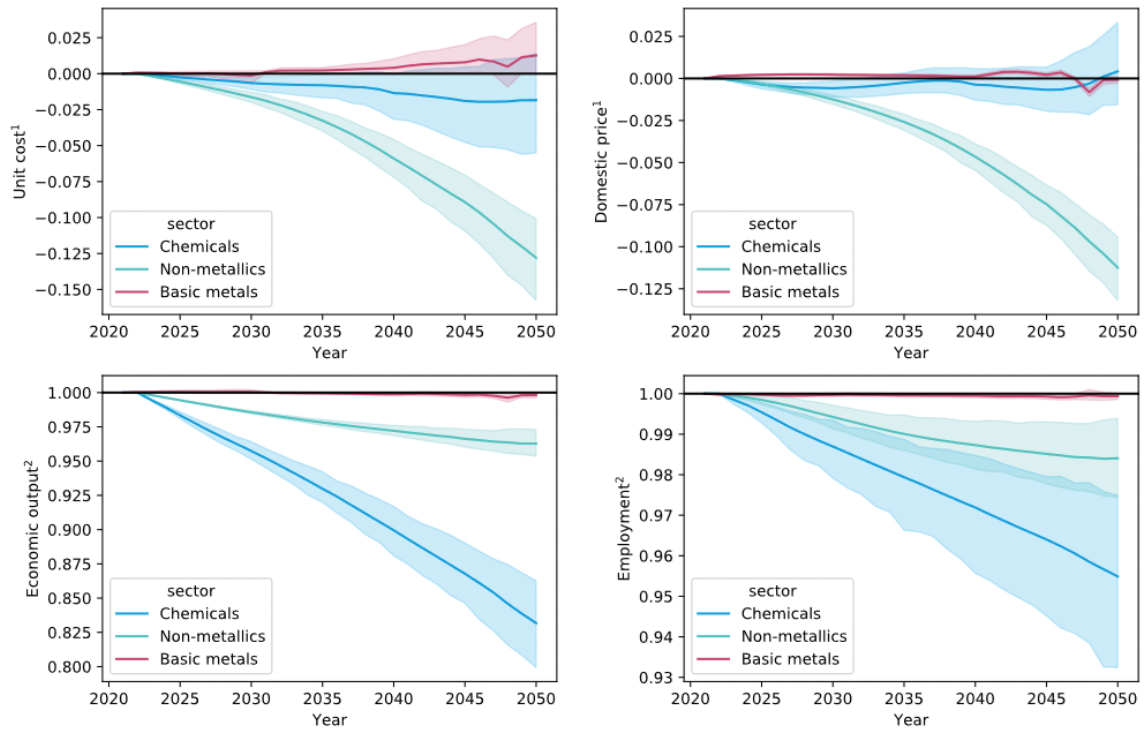 Unit cost¹
0.025
0.000
−0.025
−0.050
−0.075
−0.100
−0.125
−0.150
sector
Chemicals
Non-metallics
Basic metals
2020 2025 2030 2035 2040 2045 2050
Year
Domestic price¹
0.025
0.000
−0.025
−0.050
−0.075
−0.100
−0.125
sector
Chemicals
Non-metallics
Basic metals
2020 2025 2030 2035 2040 2045 2050
Year
Economic output²
1.000
0.975
0.950
0.925
0.900
0.875
0.850
0.825
0.800
sector
Chemicals
Non-metallics
Basic metals
2020 2025 2030 2035 2040 2045 2050
Year
Employment²
1.00
0.99
0.98
0.97
0.96
0.95
0.94
0.93
sector
Chemicals
Non-metallics
Basic metals
2020 2025 2030 2035 2040 2045 2050
Year